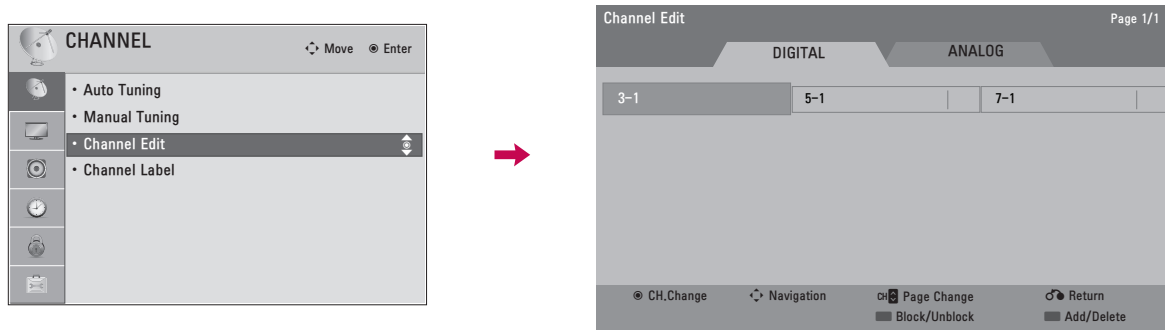 CHANNEL
Move Enter
• Auto Tuning
• Manual Tuning
• Channel Edit
• Channel Label
Channel Edit Page 1/1
DIGITAL ANALOG
3-1 5-1 7-1
CH.Change Navigation CH Page Change Return
Block/Unblock Add/Delete